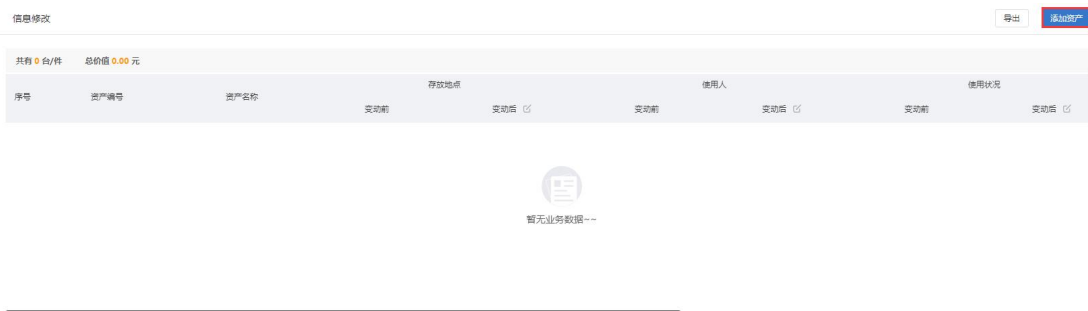 信息修改 导出 添加资产
共有 0 台/件 总价值 0.00 元
序号 资产编号 资产名称 存放地点 使用人 使用状况
变动前 变动后 变动前 变动后 变动前 变动后
暂无业务数据~~